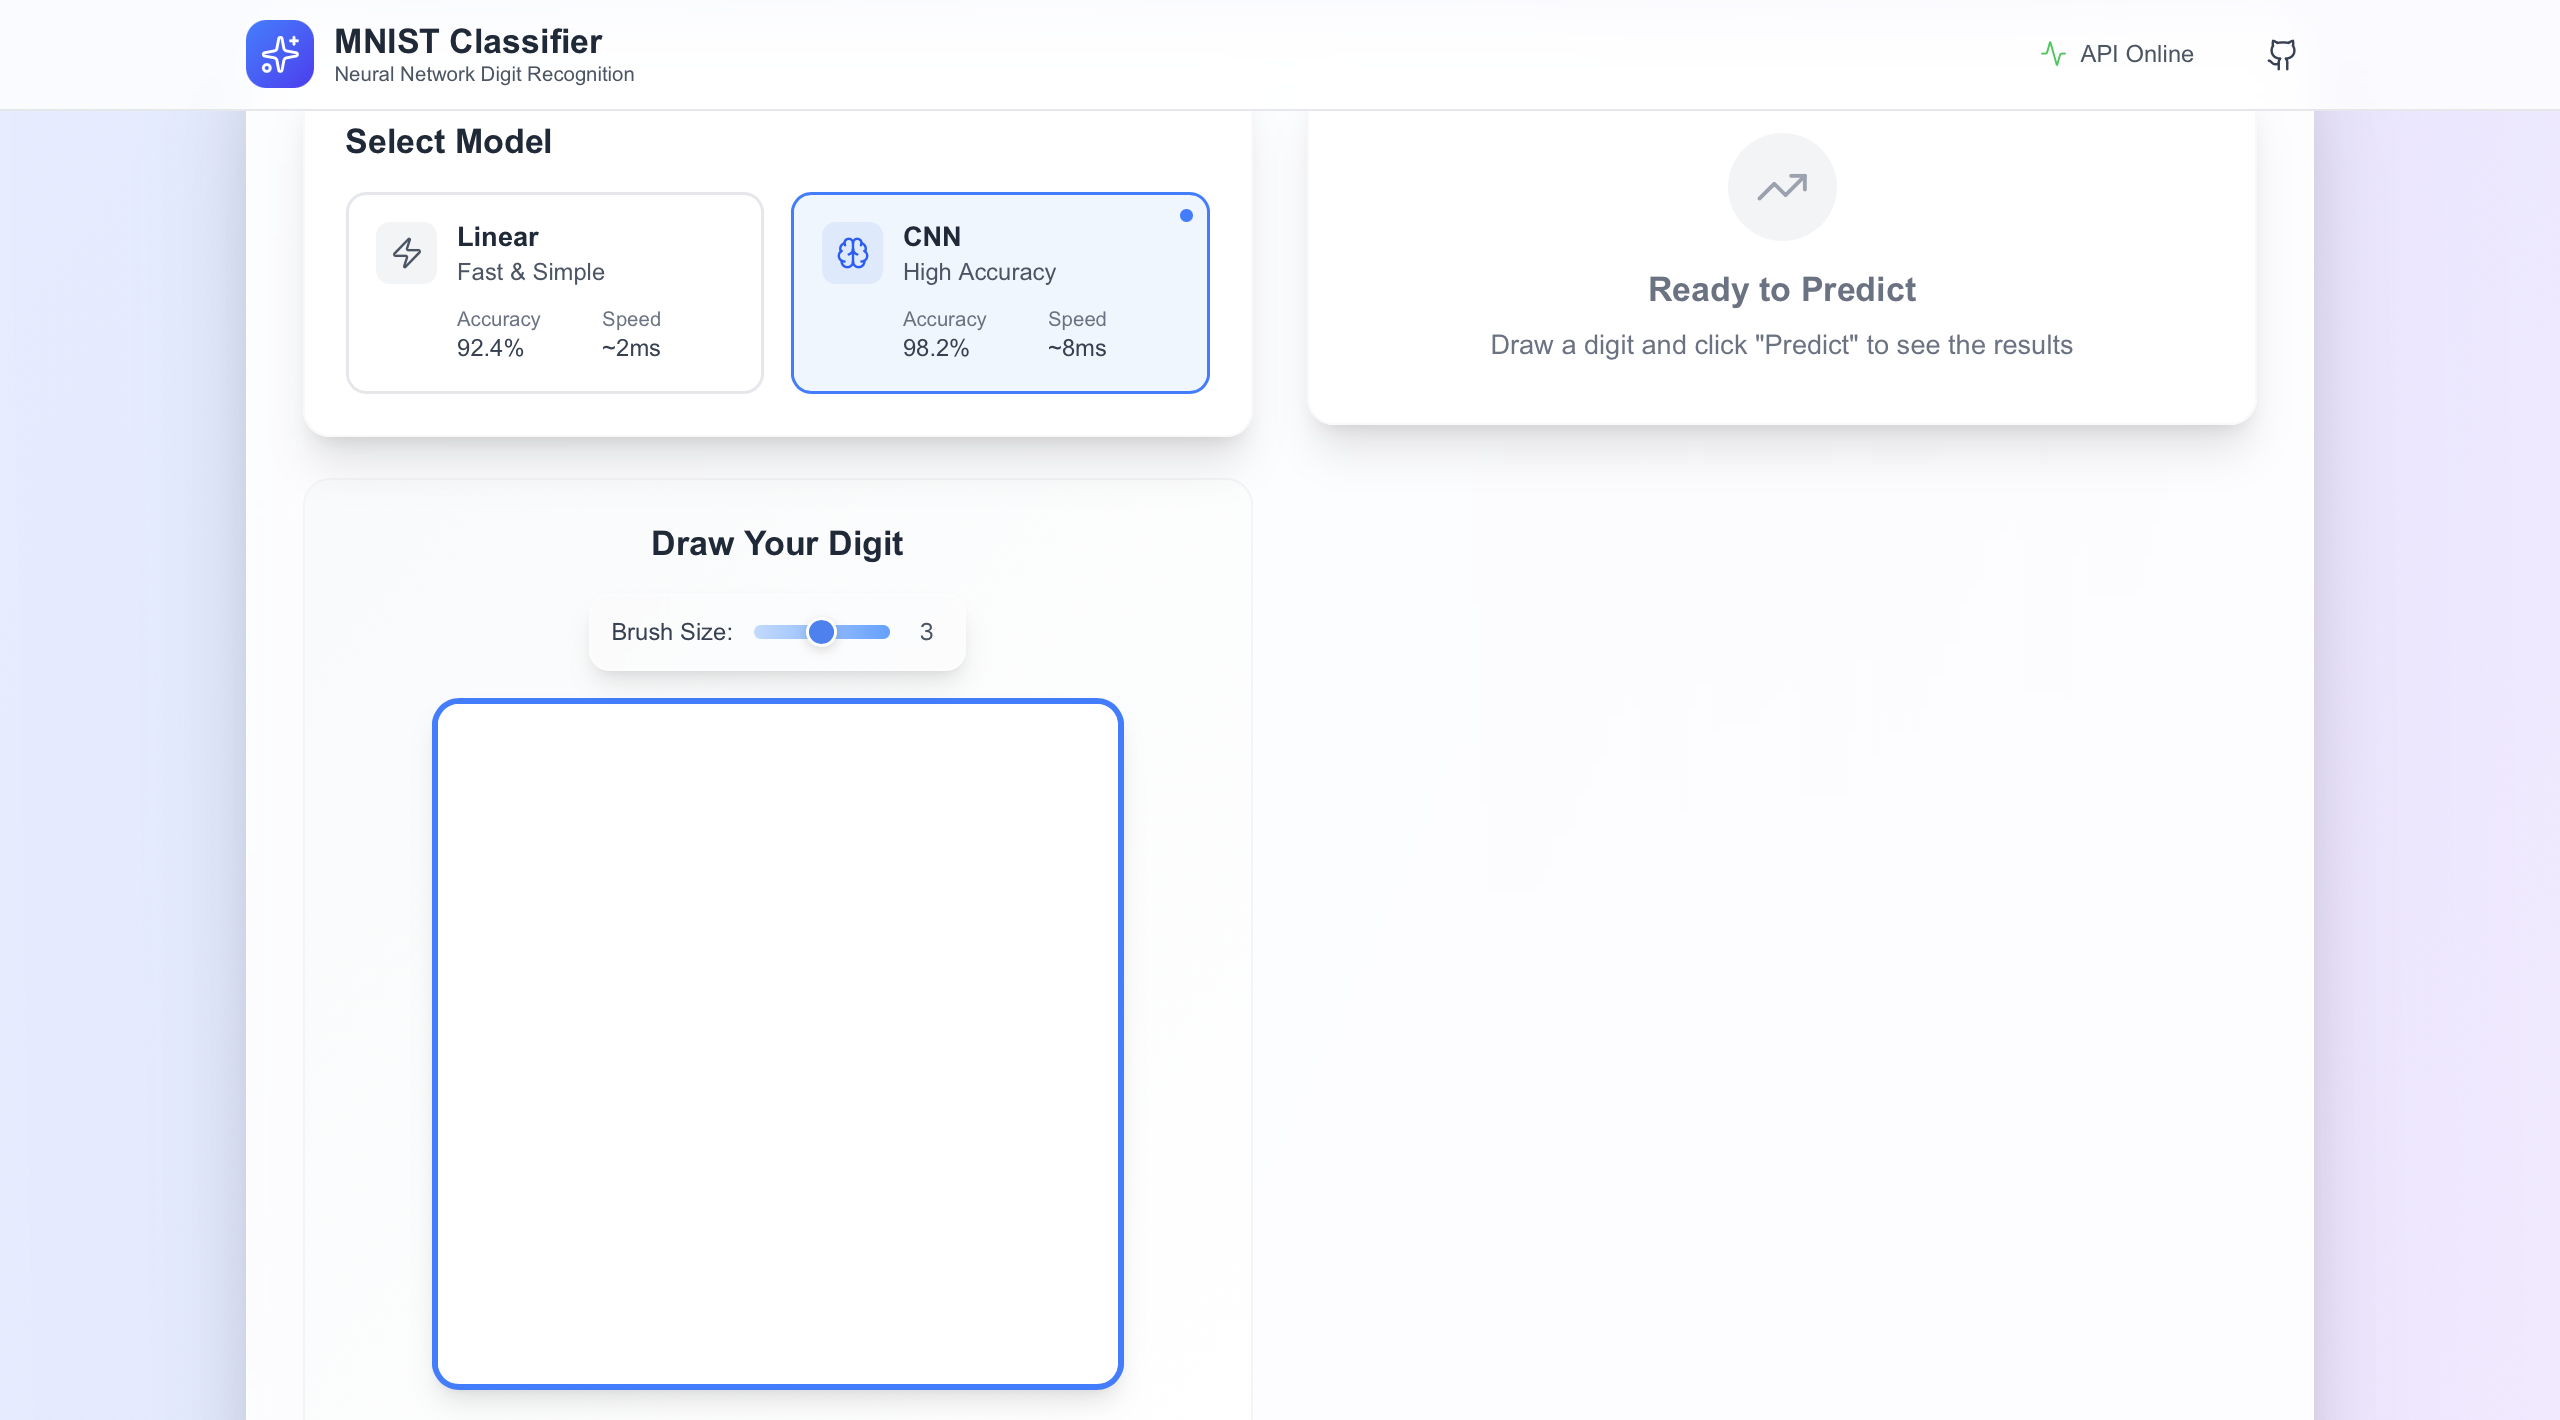 MNIST Classifier
Neural Network Digit Recognition
API Online
Select Model
Linear
Fast & Simple
Accuracy Speed
92.4% ~2ms
CNN
High Accuracy
Accuracy Speed
98.2% ~8ms
Ready to Predict
Draw a digit and click "Predict" to see the results
Draw Your Digit
Brush Size: 3